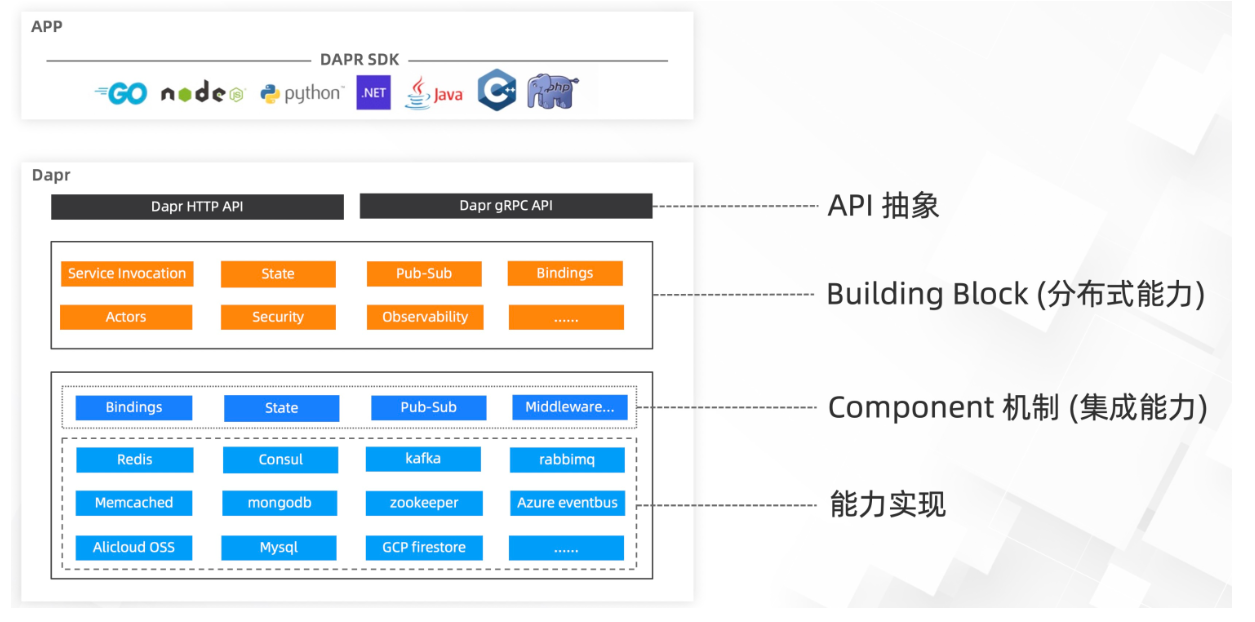 APP
DAPR SDK
GO node JS python .NET Java C++ php
Dapr
Dapr HTTP API Dapr gRPC API API 抽象
Service Invocation State Pub-Sub Bindings
Building Block (分布式能力)
Actors Security Observability ......
Bindings State Pub-Sub Middleware... Component 机制 (集成能力)
Redis Consul kafka rabbimq
Memcached mongodb zookeeper Azure eventbus 能力实现
Alicloud OSS Mysql GCP firestore ......